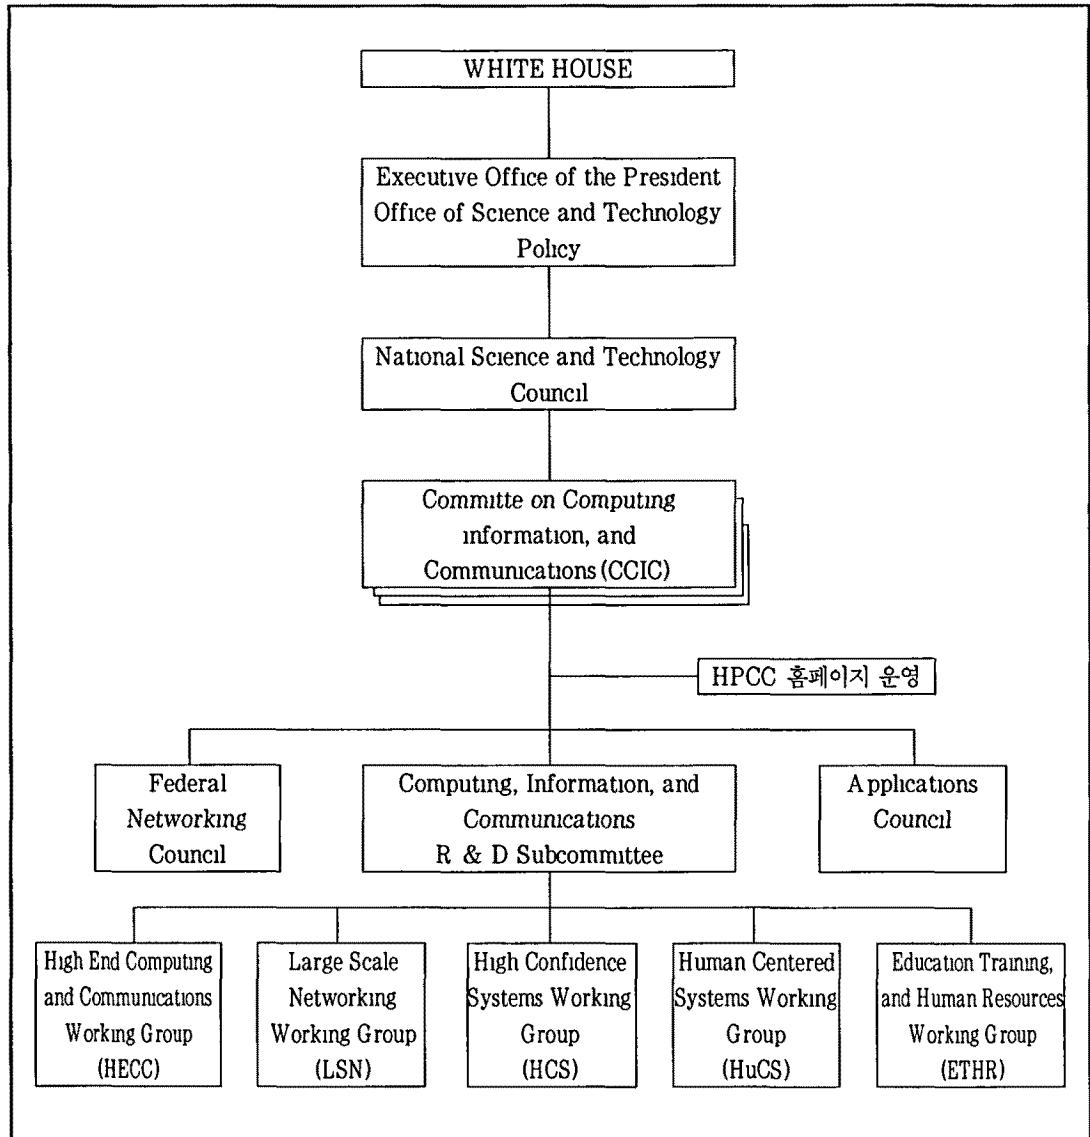 WHITE HOUSE
Executive Office of the President
Office of Science and Technology
Policy
National Science and Technology
Council
Committe on Computing
information, and
Communications (CCIC)
HPCC 홈페이지 운영
Federal
Networking
Council
Computing, Information, and
Communications
R & D Subcommittee
Applications
Council
High End Computing
and Communications
Working Group
(HECC)
Large Scale
Networking
Working Group
(LSN)
High Confidence
Systems Working
Group
(HCS)
Human Centered
Systems Working
Group
(HuCS)
Education Training,
and Human Resources
Working Group
(ETHR)